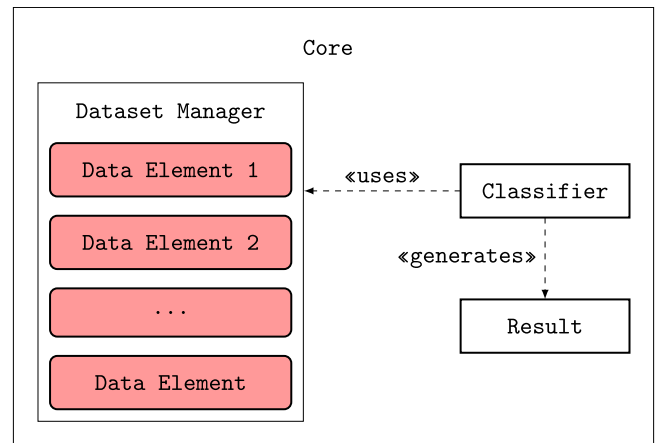 Core
Dataset Manager
Data Element 1
Data Element 2
...
Data Element
«uses»
Classifier
«generates»
Result